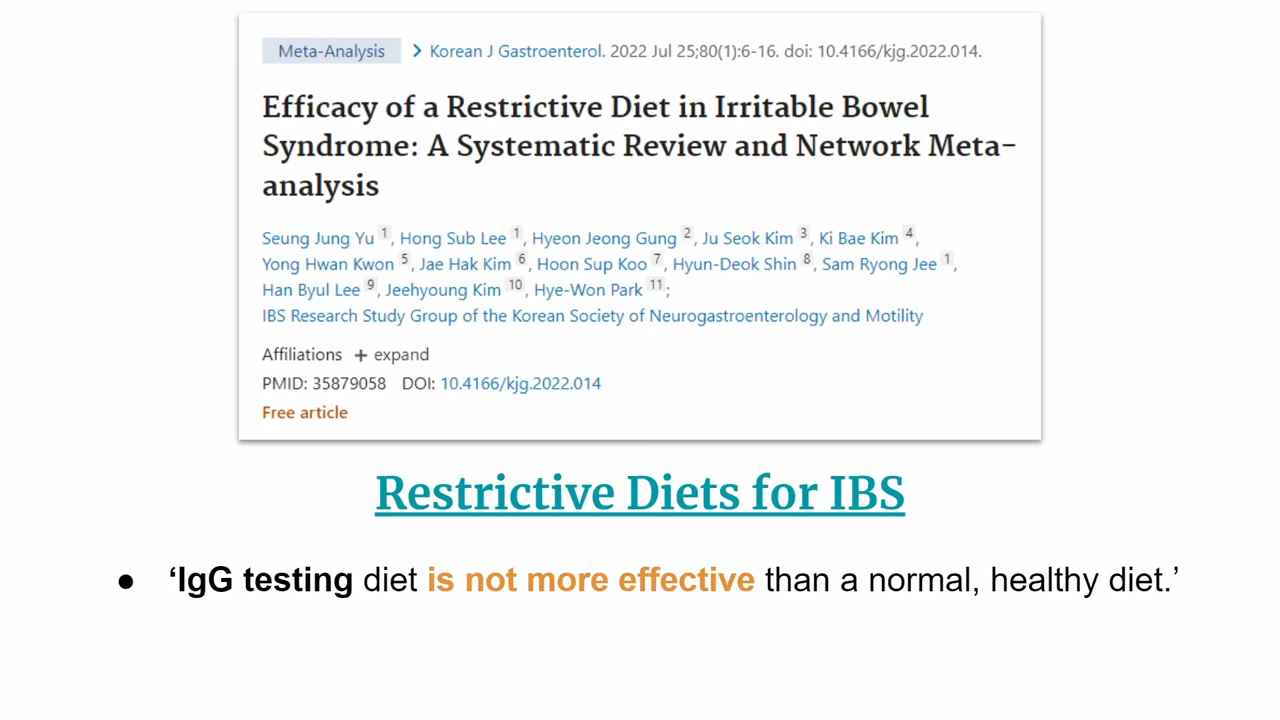 Meta-Analysis > Korean J Gastroenterol. 2022 Jul 25;80(1):6-16. doi: 10.4166/kjg.2022.014.
Efficacy of a Restrictive Diet in Irritable Bowel
Syndrome: A Systematic Review and Network Meta-
analysis
Seung Jung Yu 1, Hong Sub Lee 1, Hyeon Jeong Gung 2, Ju Seok Kim 3, Ki Bae Kim 4,
Yong Hwan Kwon 5, Jae Hak Kim 6, Hoon Sup Koo 7, Hyun-Deok Shin 8, Sam Ryong Jee 1,
Han Byul Lee 9, Jeehyoung Kim 10, Hye-Won Park 11;
IBS Research Study Group of the Korean Society of Neurogastroenterology and Motility
Affiliations + expand
PMID: 35879058 DOI: 10.4166/kjg.2022.014
Free article
Restrictive Diets for IBS
● ‘IgG testing diet is not more effective than a normal, healthy diet.’